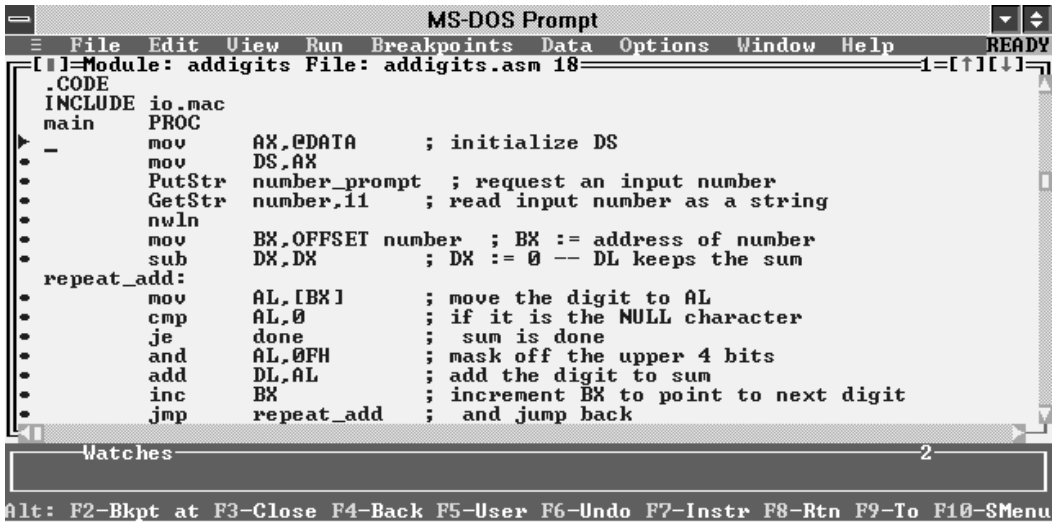 MS-DOS Prompt
≡ File Edit View Run Breakpoints Data Options Window Help READY
[▮]=Module: addigits File: addigits.asm 18 1=[↑][↓]
.CODE
INCLUDE io.mac
main PROC
mov AX,@DATA ; initialize DS
mov DS,AX
PutStr number_prompt ; request an input number
GetStr number,11 ; read input number as a string
nwln
mov BX,OFFSET number ; BX := address of number
sub DX,DX ; DX := 0 -- DL keeps the sum
repeat_add:
mov AL,[BX] ; move the digit to AL
cmp AL,0 ; if it is the NULL character
je done ; sum is done
and AL,0FH ; mask off the upper 4 bits
add DL,AL ; add the digit to sum
inc BX ; increment BX to point to next digit
jmp repeat_add ; and jump back
Watches 2
Alt: F2-Bkpt at F3-Close F4-Back F5-User F6-Undo F7-Instr F8-Rtn F9-To F10-SMenu